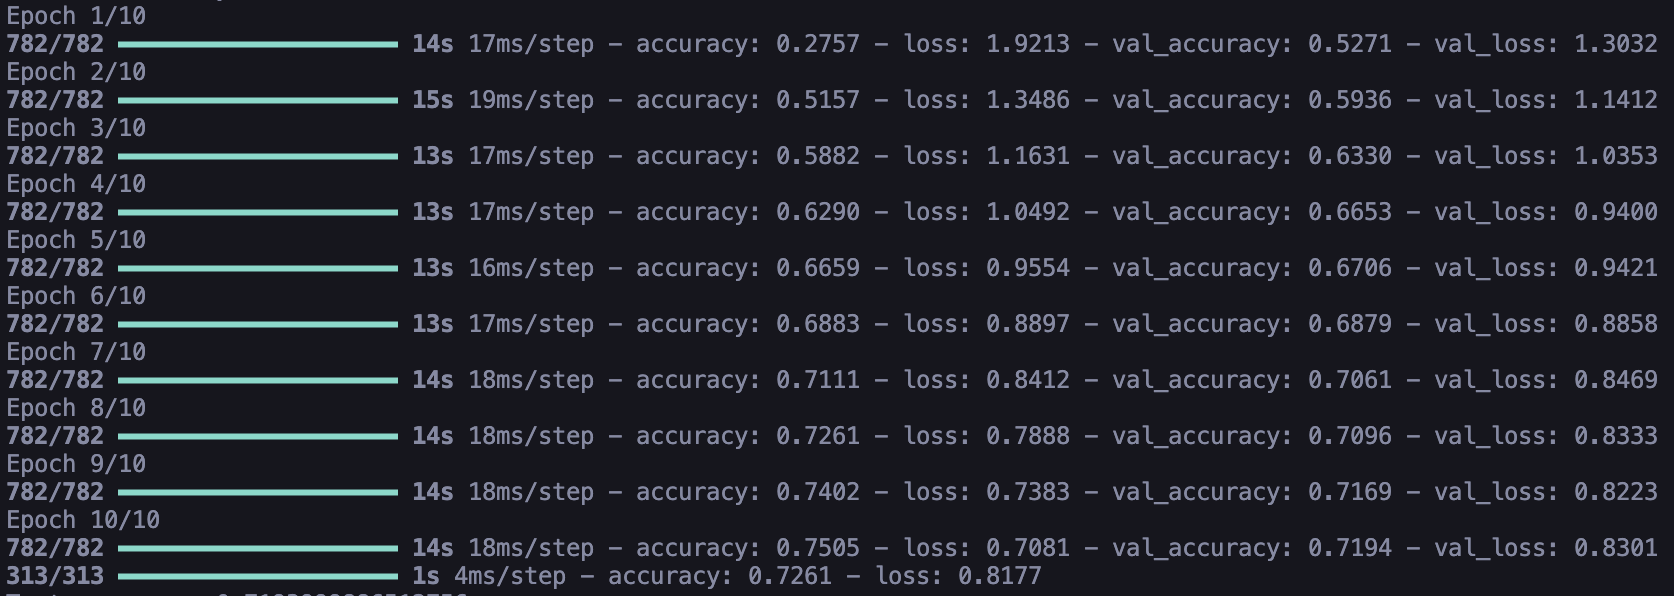 Epoch 1/10
782/782 14s 17ms/step – accuracy: 0.2757 – loss: 1.9213 – val_accuracy: 0.5271 – val_loss: 1.3032
Epoch 2/10
782/782 15s 19ms/step – accuracy: 0.5157 – loss: 1.3486 – val_accuracy: 0.5936 – val_loss: 1.1412
Epoch 3/10
782/782 13s 17ms/step – accuracy: 0.5882 – loss: 1.1631 – val_accuracy: 0.6330 – val_loss: 1.0353
Epoch 4/10
782/782 13s 17ms/step – accuracy: 0.6290 – loss: 1.0492 – val_accuracy: 0.6653 – val_loss: 0.9400
Epoch 5/10
782/782 13s 16ms/step – accuracy: 0.6659 – loss: 0.9554 – val_accuracy: 0.6706 – val_loss: 0.9421
Epoch 6/10
782/782 13s 17ms/step – accuracy: 0.6883 – loss: 0.8897 – val_accuracy: 0.6879 – val_loss: 0.8858
Epoch 7/10
782/782 14s 18ms/step – accuracy: 0.7111 – loss: 0.8412 – val_accuracy: 0.7061 – val_loss: 0.8469
Epoch 8/10
782/782 14s 18ms/step – accuracy: 0.7261 – loss: 0.7888 – val_accuracy: 0.7096 – val_loss: 0.8333
Epoch 9/10
782/782 14s 18ms/step – accuracy: 0.7402 – loss: 0.7383 – val_accuracy: 0.7169 – val_loss: 0.8223
Epoch 10/10
782/782 14s 18ms/step – accuracy: 0.7505 – loss: 0.7081 – val_accuracy: 0.7194 – val_loss: 0.8301
313/313 1s 4ms/step – accuracy: 0.7261 – loss: 0.8177